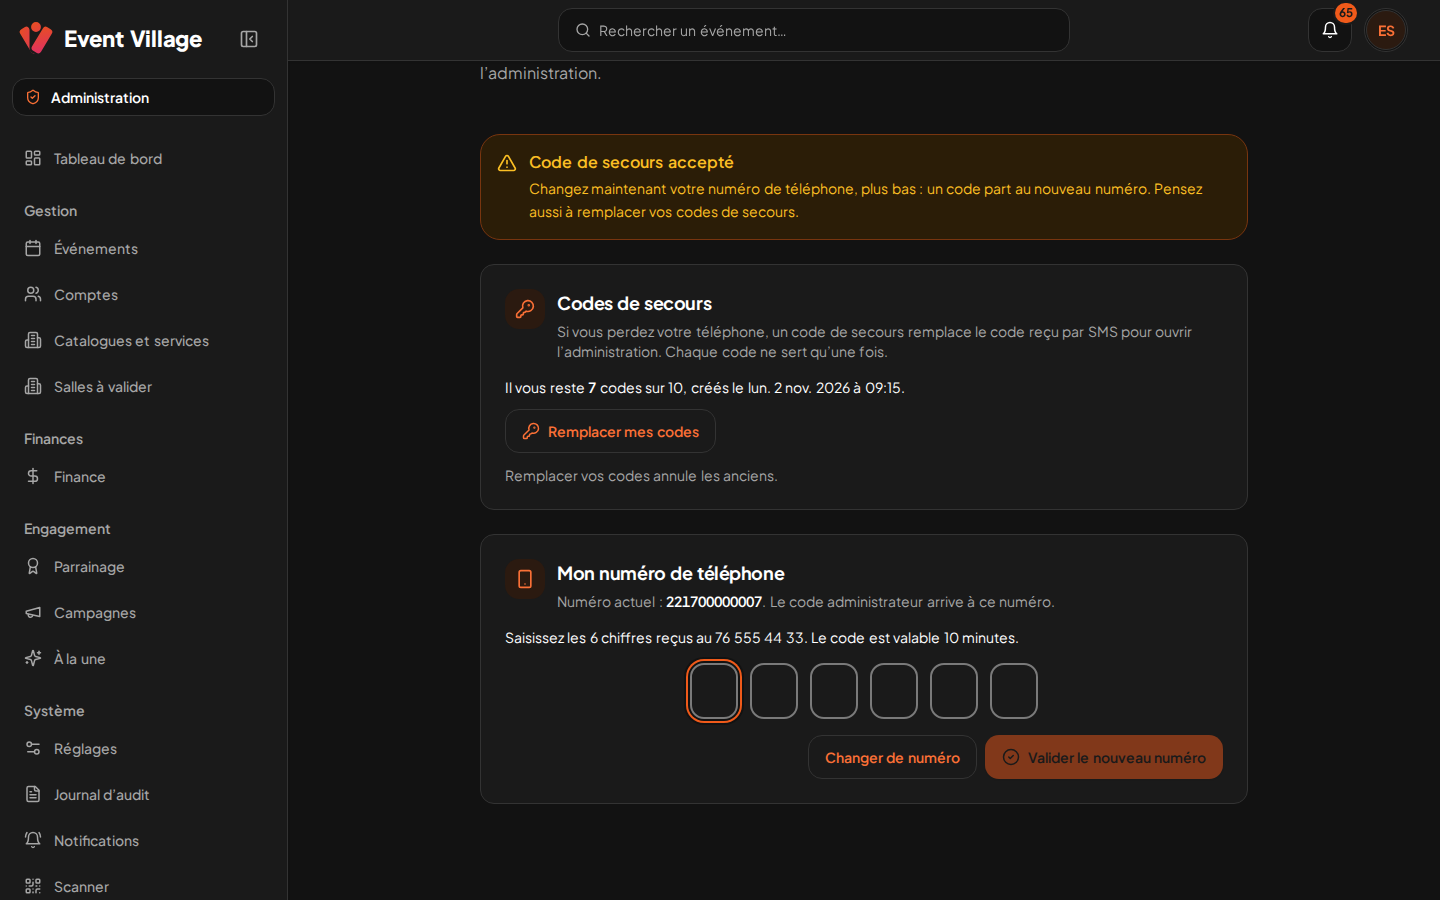 Event Village
Administration
Tableau de bord
Gestion
Événements
Comptes
Catalogues et services
Salles à valider
Finances
Finance
Engagement
Parrainage
Campagnes
À la une
Système
Réglages
Journal d’audit
Notifications
Scanner
Rechercher un événement…
65
ES
l’administration.
Code de secours accepté
Changez maintenant votre numéro de téléphone, plus bas : un code part au nouveau numéro. Pensez
aussi à remplacer vos codes de secours.
Codes de secours
Si vous perdez votre téléphone, un code de secours remplace le code reçu par SMS pour ouvrir
l’administration. Chaque code ne sert qu’une fois.
Il vous reste 7 codes sur 10, créés le lun. 2 nov. 2026 à 09:15.
Remplacer mes codes
Remplacer vos codes annule les anciens.
Mon numéro de téléphone
Numéro actuel : 221700000007. Le code administrateur arrive à ce numéro.
Saisissez les 6 chiffres reçus au 76 555 44 33. Le code est valable 10 minutes.
Changer de numéro
Valider le nouveau numéro